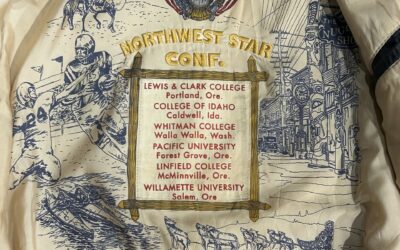 NORTHWEST STAR
CONF.
LEWIS & CLARK COLLEGE
Portland, Ore.
COLLEGE OF IDAHO
Caldwell, Ida.
WHITMAN COLLEGE
Walla Walla, Wash.
PACIFIC UNIVERSITY
Forest Grove, Ore.
LINFIELD COLLEGE
McMinnville, Ore.
WILLAMETTE UNIVERSITY
Salem, Ore